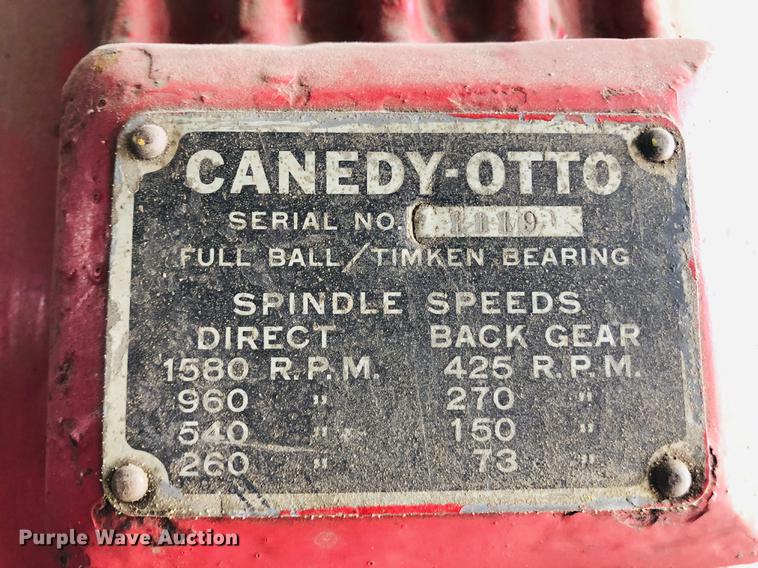 CANEDY-OTTO
SERIAL NO.
FULL BALL/TIMKEN BEARING
SPINDLE SPEEDS
DIRECT BACK GEAR
1580 R.P.M. 425 R.P.M.
960 " 270 "
540 " 150 "
260 " 73 "
Purple Wave Auction